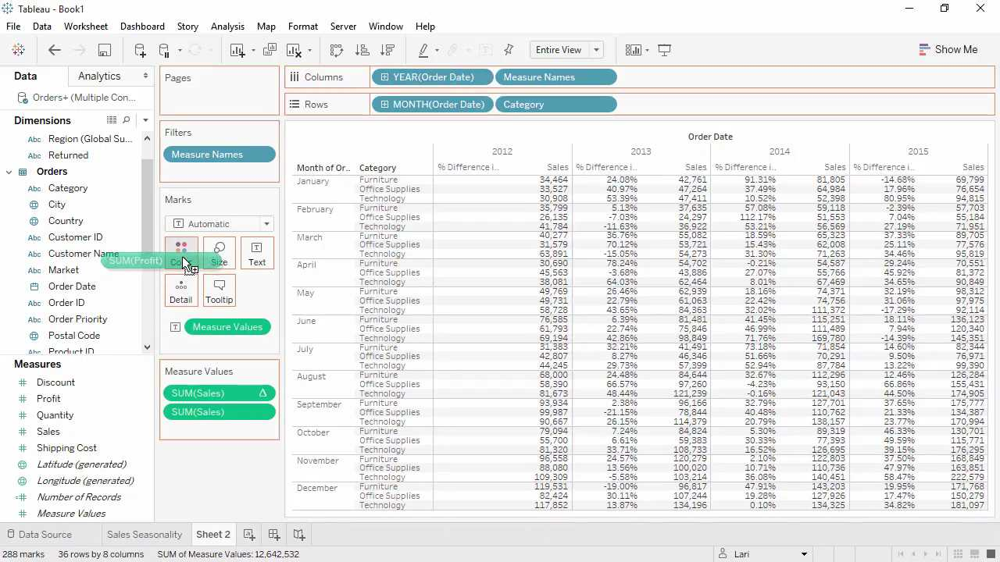 Tableau - Book1
File Data Worksheet Dashboard Story Analysis Map Format Server Window Help
Entire View
Show Me
Data Analytics
Orders+ (Multiple Con...
Dimensions
Abc Region (Global Su...
Abc Returned
Orders
Abc Category
City
Country
Abc Customer ID
Abc Customer Name
Abc Market
Order Date
Abc Order ID
Abc Order Priority
Postal Code
Abc Product ID
Measures
Discount
Profit
Quantity
Sales
Shipping Cost
Latitude (generated)
Longitude (generated)
Number of Records
Measure Values
Pages
Filters
Measure Names
Marks
Automatic
Size Text
SUM(Profit)
Detail Tooltip
Measure Values
Measure Values
SUM(Sales) Δ
SUM(Sales)
Columns YEAR(Order Date) Measure Names
Rows MONTH(Order Date) Category
Order Date
2012 2013 2014 2015
Month of Or.. Category % Difference i.. Sales % Difference i.. Sales % Difference i.. Sales % Difference i.. Sales
January Furniture 34,464 24.08% 42,761 91.31% 81,805 -14.68% 69,799
Office Supplies 33,527 40.97% 47,264 37.49% 64,984 17.96% 76,654
Technology 30,908 53.39% 47,411 10.52% 52,398 80.95% 94,815
February Furniture 35,799 5.13% 37,635 57.08% 59,118 -2.39% 57,703
Office Supplies 26,135 -7.03% 24,297 112.17% 51,553 7.04% 55,184
Technology 41,784 -11.63% 36,922 53.21% 56,569 27.19% 71,951
March Furniture 40,277 36.76% 55,082 18.59% 65,323 37.33% 89,705
Office Supplies 31,579 70.12% 53,721 15.43% 62,008 25.11% 77,576
Technology 63,891 -15.05% 54,273 31.30% 71,263 34.46% 95,819
April Furniture 30,690 78.24% 54,702 -0.21% 54,587 29.24% 70,551
Office Supplies 45,563 -3.68% 43,886 27.07% 55,766 45.92% 81,372
Technology 38,081 64.03% 62,464 8.01% 67,469 34.65% 90,849
May Furniture 49,769 26.46% 62,939 18.16% 74,371 32.19% 98,312
Office Supplies 49,731 22.79% 61,063 22.42% 74,756 31.06% 97,975
Technology 58,728 43.65% 84,363 32.02% 111,372 -17.29% 92,114
June Furniture 76,585 6.39% 81,481 41.45% 115,251 18.11% 136,123
Office Supplies 61,793 22.74% 75,846 46.99% 111,489 7.94% 120,340
Technology 69,194 42.86% 98,849 71.76% 169,780 -14.39% 145,351
July Furniture 31,383 32.21% 41,491 73.18% 71,854 14.60% 82,344
Office Supplies 42,807 8.27% 46,346 51.66% 70,291 9.50% 76,971
Technology 44,245 29.73% 57,399 52.94% 87,784 13.22% 99,390
August Furniture 68,000 24.48% 84,644 32.67% 112,296 12.46% 126,284
Office Supplies 58,390 66.57% 97,260 -4.23% 93,150 66.86% 155,431
Technology 81,673 48.44% 121,239 -0.16% 121,043 44.50% 174,905
September Furniture 93,934 2.38% 96,166 32.79% 127,701 37.65% 175,777
Office Supplies 99,987 -21.15% 78,844 40.48% 110,762 21.33% 134,387
Technology 90,667 26.15% 114,379 20.79% 138,157 23.77% 170,994
October Furniture 79,094 7.24% 84,824 5.30% 89,319 46.33% 130,701
Office Supplies 55,700 6.61% 59,383 30.33% 77,393 49.59% 115,771
Technology 81,320 33.71% 108,733 16.52% 126,695 39.15% 176,295
November Furniture 96,558 24.57% 120,279 2.10% 122,803 37.50% 168,849
Office Supplies 88,080 13.56% 100,020 10.71% 110,736 47.97% 163,851
Technology 109,309 -5.58% 103,214 36.08% 140,451 58.47% 222,579
December Furniture 119,531 -19.00% 96,817 47.91% 143,203 19.95% 171,768
Office Supplies 82,424 30.11% 107,244 19.28% 127,926 17.47% 150,279
Technology 117,852 13.87% 134,196 0.10% 134,325 34.82% 181,097
Data Source Sales Seasonality Sheet 2
288 marks 36 rows by 8 columns SUM of Measure Values: 12,642,532 Lari